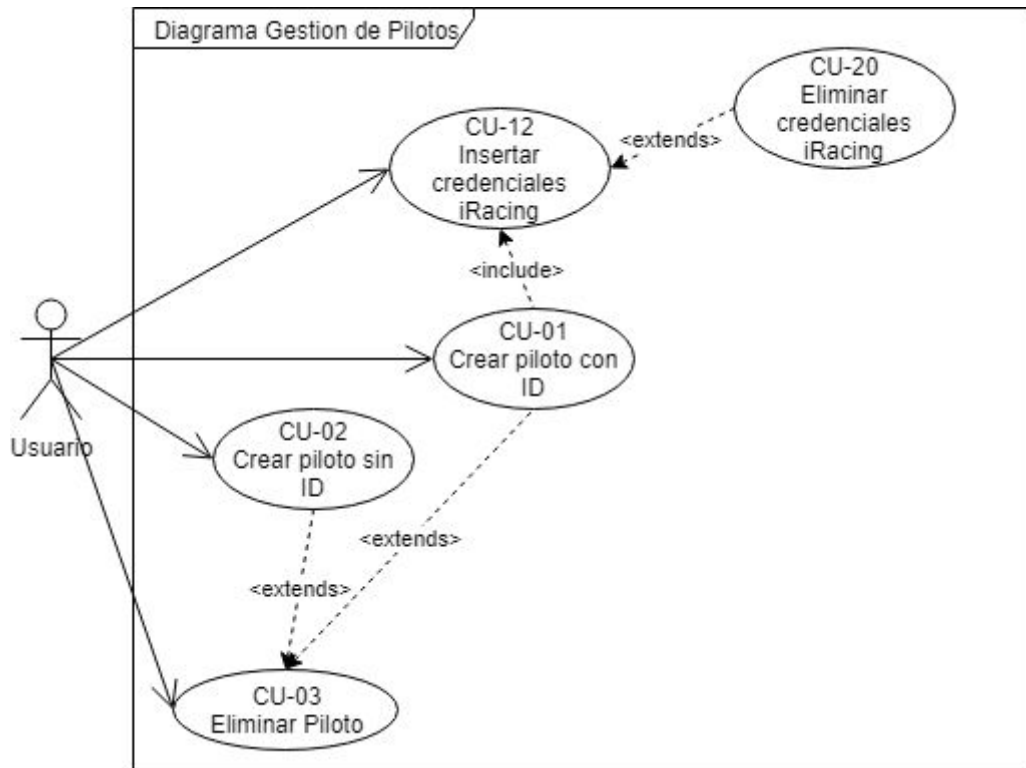 Diagrama Gestion de Pilotos
CU-20
Eliminar
credenciales
iRacing
CU-12
Insertar
credenciales
iRacing
<extends>
<include>
CU-01
Crear piloto con
ID
Usuario
CU-02
Crear piloto sin
ID
<extends>
<extends>
CU-03
Eliminar Piloto